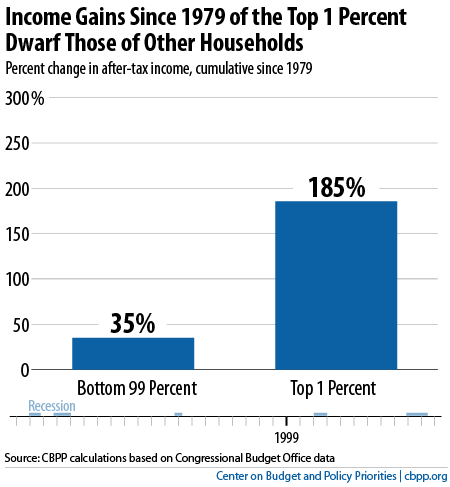 Income Gains Since 1979 of the Top 1 Percent
Dwarf Those of Other Households
Percent change in after-tax income, cumulative since 1979
300%
250
200
150
100
50
0
35%
185%
Bottom 99 Percent
Top 1 Percent
Recession
1999
Source: CBPP calculations based on Congressional Budget Office data
Center on Budget and Policy Priorities | cbpp.org